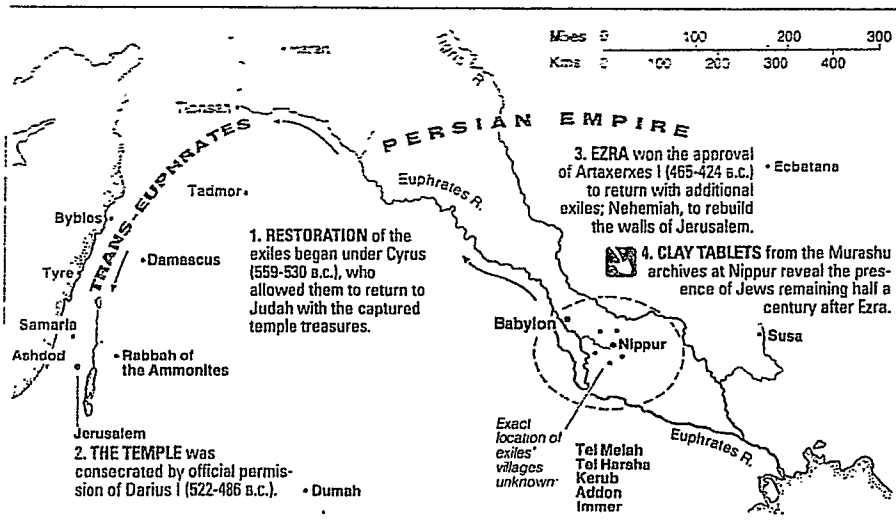 Miles 0 100 200 300
Kms 0 100 200 300 400
Haran
Tigris R.
Tiphsah
TRANS-EUPHRATES
PERSIAN EMPIRE
3. EZRA won the approval
of Artaxerxes I (465-424 B.C.)
to return with additional
exiles; Nehemiah, to rebuild
the walls of Jerusalem.
Ecbatana
Tadmor
Euphrates R.
Byblos
1. RESTORATION of the
exiles began under Cyrus
(559-530 B.C.), who
allowed them to return to
Judah with the captured
temple treasures.
4. CLAY TABLETS from the Murashu
archives at Nippur reveal the pres-
ence of Jews remaining half a
century after Ezra.
Damascus
Tyre
Samaria
Babylon
Nippur
Susa
Ashdod
Rabbah of
the Ammonites
Jerusalem
2. THE TEMPLE was
consecrated by official permis-
sion of Darius I (522-486 B.C.).
Dumah
Exact
location of
exiles'
villages
unknown
Tel Melah
Tel Harsha
Kerub
Addon
Immer
Euphrates R.